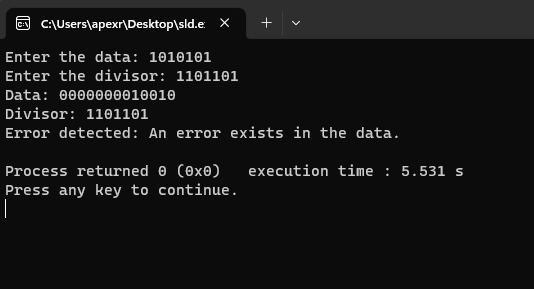 C:\Users\apexr\Desktop\sld.e
Enter the data: 1010101
Enter the divisor: 1101101
Data: 0000000010010
Divisor: 1101101
Error detected: An error exists in the data.
Process returned 0 (0x0)   execution time : 5.531 s
Press any key to continue.